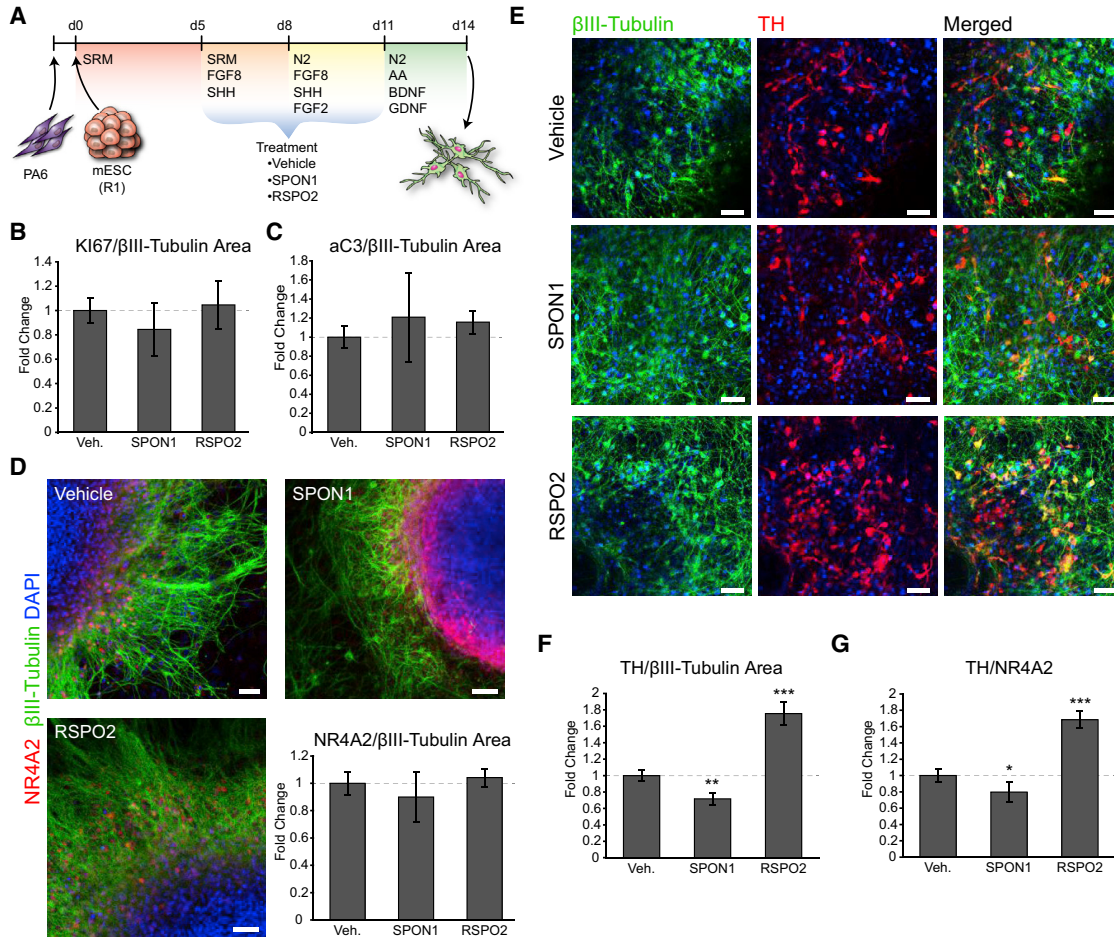 A
d0
d5
d8
d11
d14
SRM
SRM
FGF8
SHH
N2
FGF8
SHH
FGF2
N2
AA
BDNF
GDNF
PA6
mESC
(R1)
Treatment
•Vehicle
•SPON1
•RSPO2
B
KI67/βIII-Tubulin Area
Fold Change
1.4
1.2
1
0.8
0.6
0.4
0.2
0
Veh.
SPON1
RSPO2
C
aC3/βIII-Tubulin Area
Fold Change
1.8
1.6
1.4
1.2
1
0.8
0.6
0.4
0.2
0
Veh.
SPON1
RSPO2
D
NR4A2 βIII-Tubulin DAPI
Vehicle
SPON1
RSPO2
NR4A2/βIII-Tubulin Area
Fold Change
1.2
1
0.8
0.6
0.4
0.2
0
Veh.
SPON1
RSPO2
E
βIII-Tubulin
TH
Merged
Vehicle
SPON1
RSPO2
F
TH/βIII-Tubulin Area
Fold Change
2
1.8
1.6
1.4
1.2
1
0.8
0.6
0.4
0.2
0
**
***
Veh.
SPON1
RSPO2
G
TH/NR4A2
Fold Change
2
1.8
1.6
1.4
1.2
1
0.8
0.6
0.4
0.2
0
*
***
Veh.
SPON1
RSPO2